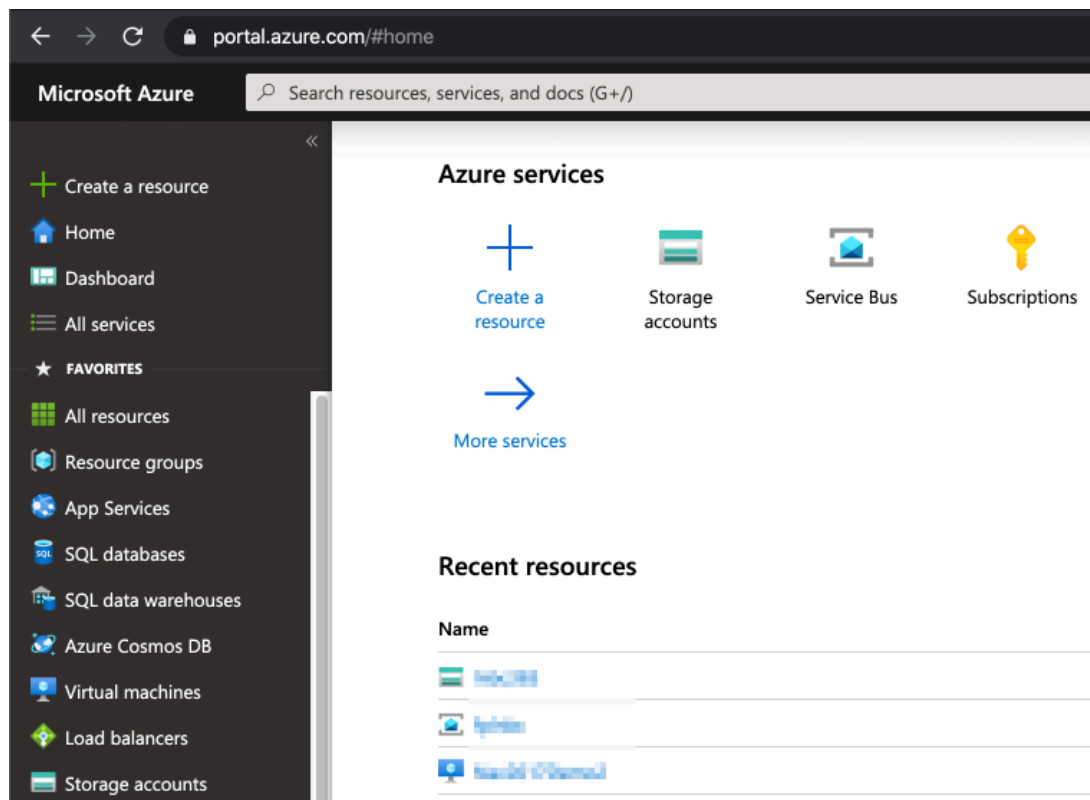 portal.azure.com/#home
Microsoft Azure
Search resources, services, and docs (G+/)
«
Create a resource
Home
Dashboard
All services
FAVORITES
All resources
Resource groups
App Services
SQL databases
SQL data warehouses
Azure Cosmos DB
Virtual machines
Load balancers
Storage accounts
Azure services
Create a
resource
Storage
accounts
Service Bus
Subscriptions
More services
Recent resources
Name
SQL